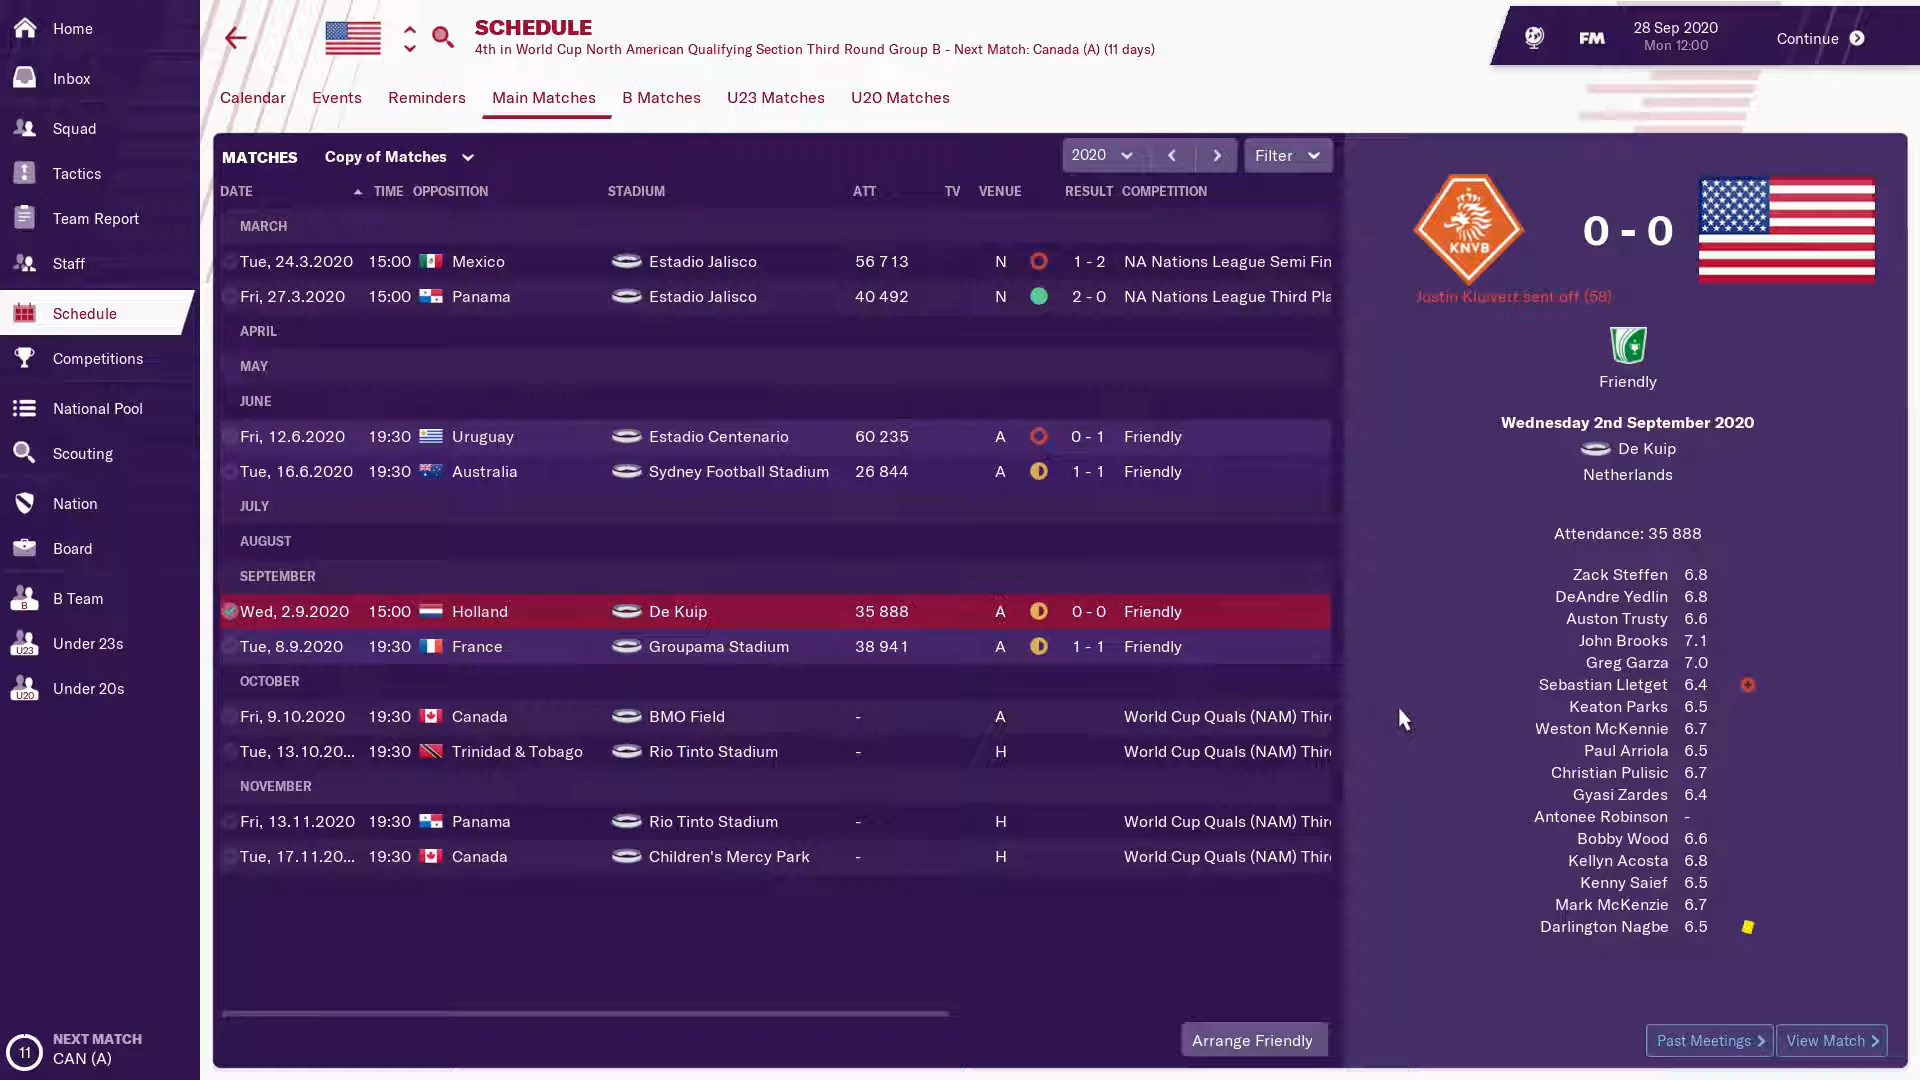 Home
Inbox
Squad
Tactics
Team Report
Staff
Schedule
Competitions
National Pool
Scouting
Nation
Board
B
B Team
U23
Under 23s
U20
Under 20s
11
NEXT MATCH
CAN (A)
SCHEDULE
4th in World Cup North American Qualifying Section Third Round Group B - Next Match: Canada (A) (11 days)
FM
28 Sep 2020
Mon 12:00
Continue
Calendar Events Reminders Main Matches B Matches U23 Matches U20 Matches
MATCHES Copy of Matches 2020 Filter
DATE TIME OPPOSITION STADIUM ATT TV VENUE RESULT COMPETITION
MARCH
Tue, 24.3.2020 15:00 Mexico Estadio Jalisco 56 713 N 1 - 2 NA Nations League Semi Fin
Fri, 27.3.2020 15:00 Panama Estadio Jalisco 40 492 N 2 - 0 NA Nations League Third Pla
APRIL
MAY
JUNE
Fri, 12.6.2020 19:30 Uruguay Estadio Centenario 60 235 A 0 - 1 Friendly
Tue, 16.6.2020 19:30 Australia Sydney Football Stadium 26 844 A 1 - 1 Friendly
JULY
AUGUST
SEPTEMBER
Wed, 2.9.2020 15:00 Holland De Kuip 35 888 A 0 - 0 Friendly
Tue, 8.9.2020 19:30 France Groupama Stadium 38 941 A 1 - 1 Friendly
OCTOBER
Fri, 9.10.2020 19:30 Canada BMO Field - A World Cup Quals (NAM) Thir
Tue, 13.10.20... 19:30 Trinidad & Tobago Rio Tinto Stadium - H World Cup Quals (NAM) Thir
NOVEMBER
Fri, 13.11.2020 19:30 Panama Rio Tinto Stadium - H World Cup Quals (NAM) Thir
Tue, 17.11.20... 19:30 Canada Children's Mercy Park - H World Cup Quals (NAM) Thir
Arrange Friendly
KNVB
0 - 0
Justin Kluivert sent off (58)
Friendly
Wednesday 2nd September 2020
De Kuip
Netherlands
Attendance: 35 888
Zack Steffen 6.8
DeAndre Yedlin 6.8
Auston Trusty 6.6
John Brooks 7.1
Greg Garza 7.0
Sebastian Lletget 6.4
Keaton Parks 6.5
Weston McKennie 6.7
Paul Arriola 6.5
Christian Pulisic 6.7
Gyasi Zardes 6.4
Antonee Robinson -
Bobby Wood 6.6
Kellyn Acosta 6.8
Kenny Saief 6.5
Mark McKenzie 6.7
Darlington Nagbe 6.5
Past Meetings
View Match